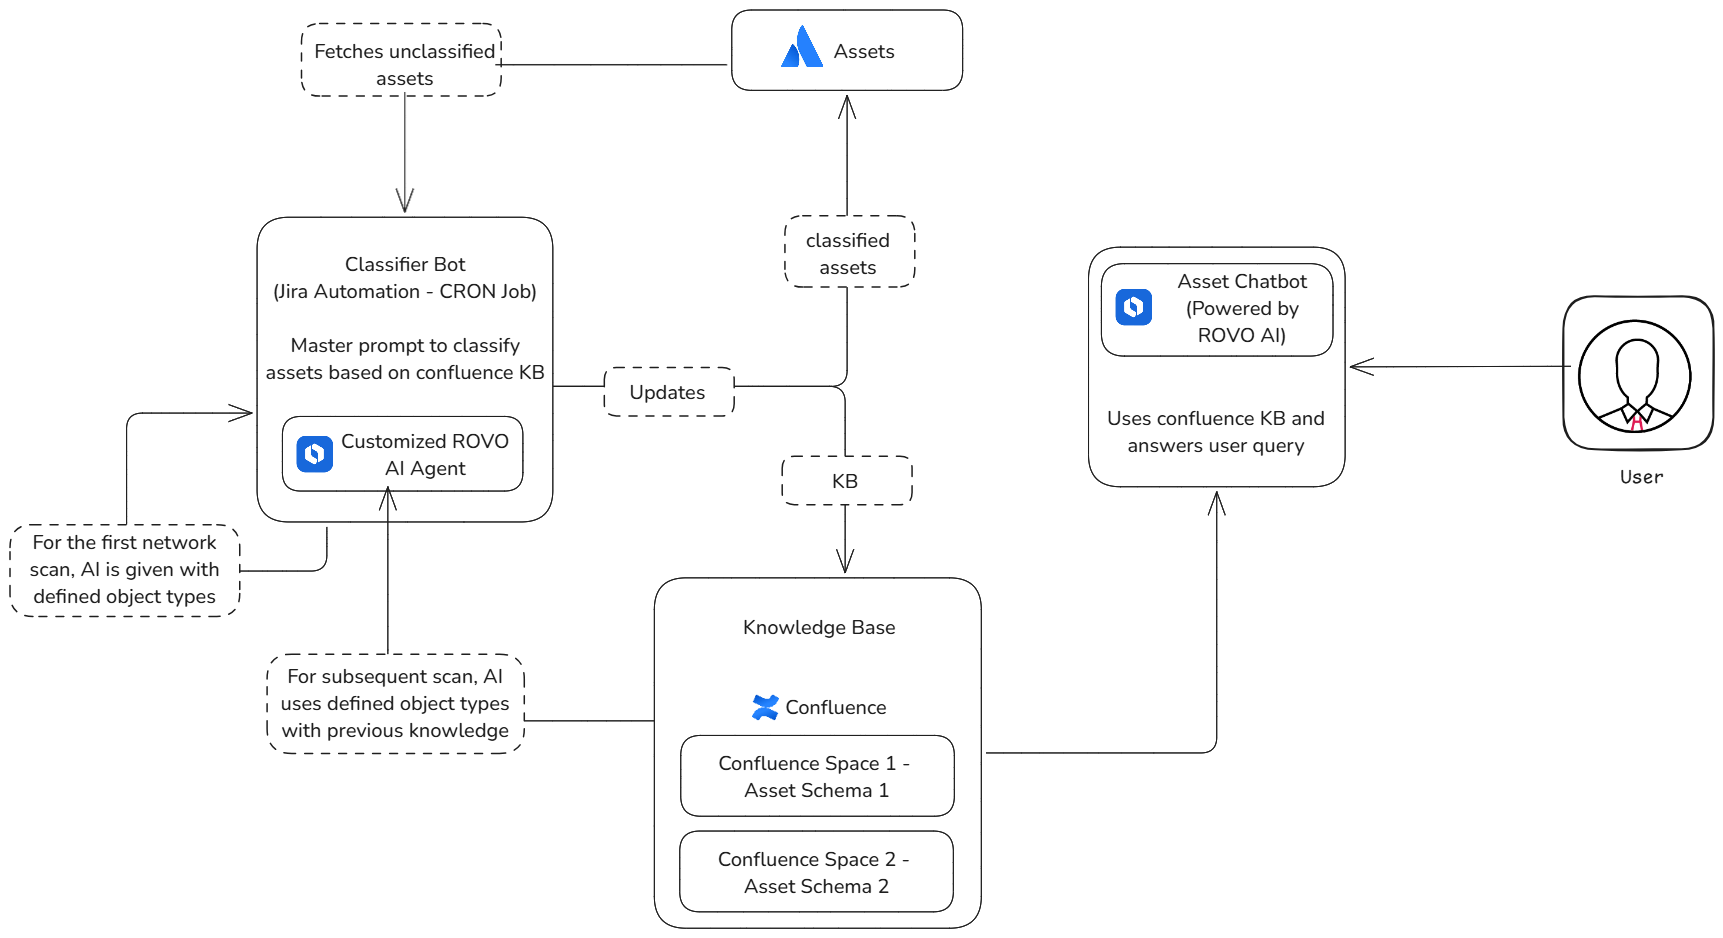 Fetches unclassified
assets
Assets
classified
assets
Classifier Bot
(Jira Automation - CRON Job)
Master prompt to classify
assets based on confluence KB
Customized ROVO
AI Agent
Updates
KB
Asset Chatbot
(Powered by
ROVO AI)
Uses confluence KB and
answers user query
User
For the first network
scan, AI is given with
defined object types
For subsequent scan, AI
uses defined object types
with previous knowledge
Knowledge Base
Confluence
Confluence Space 1 -
Asset Schema 1
Confluence Space 2 -
Asset Schema 2